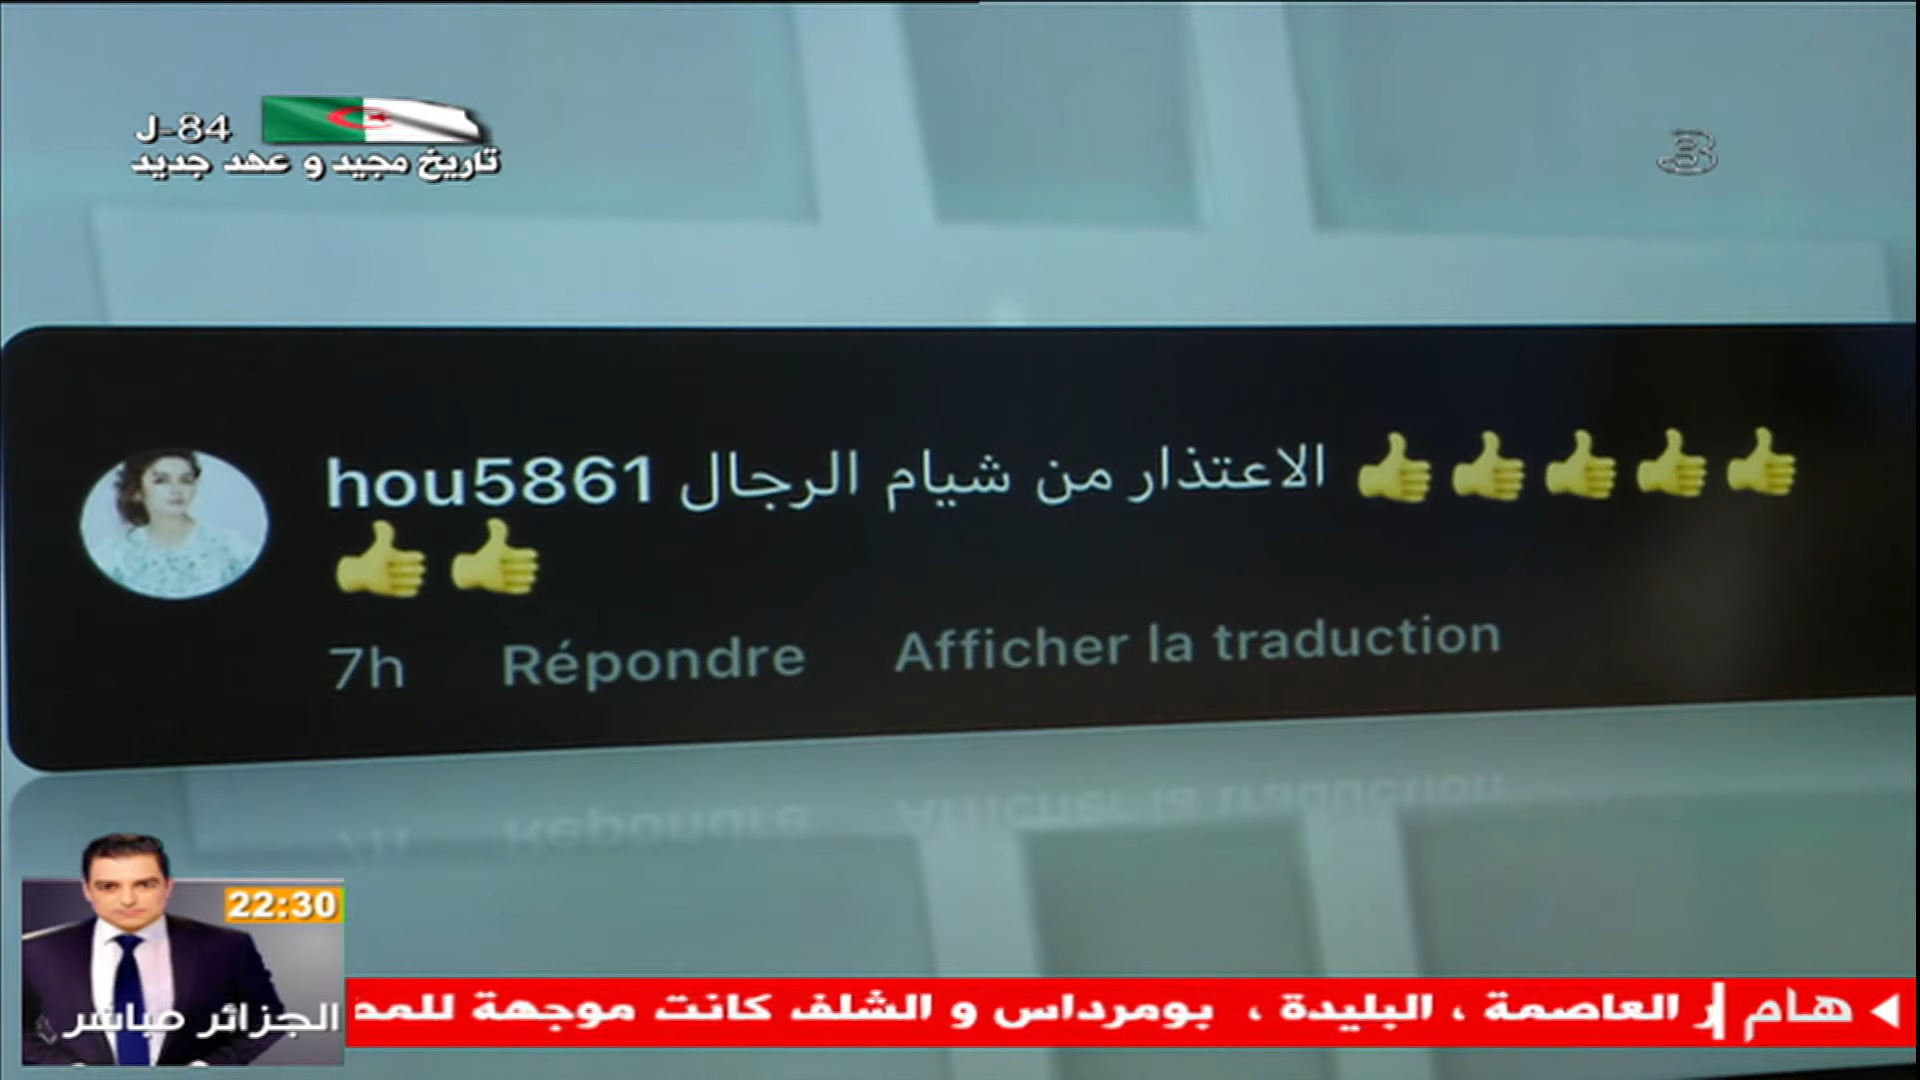 J-84
تاريخ مجيد و عهد جديد
3
hou5861 الاعتذار من شيام الرجال 👍👍👍👍👍
👍👍
7h Répondre Afficher la traduction
22:30
الجزائر مباشر
هام
العاصمة ، البليدة ، بومرداس و الشلف كانت موجهة